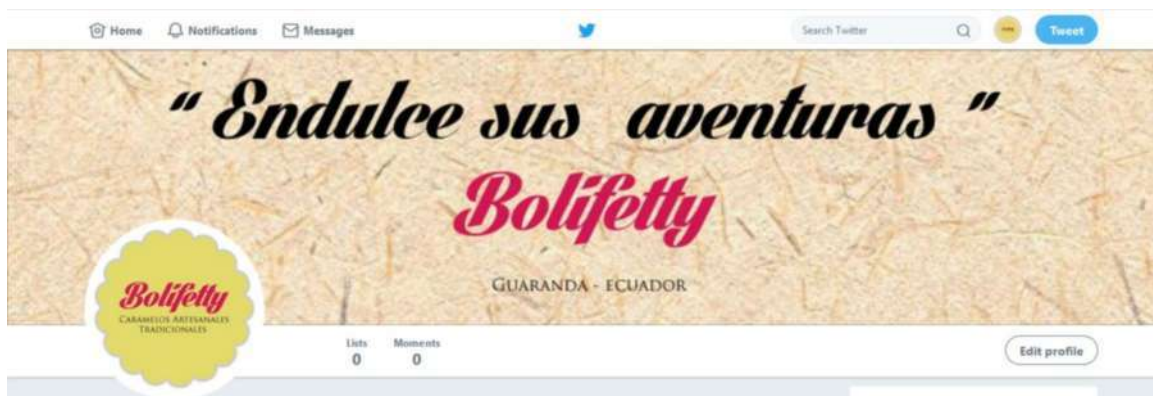 Home Notifications Messages Search Twitter Tweet
“ Endulce sus aventuras ”
Bolifetty
GUARANDA - ECUADOR
Bolifetty
CARAMELOS ARTESANALES
TRADICIONALES
Lists Moments
0 0
Edit profile